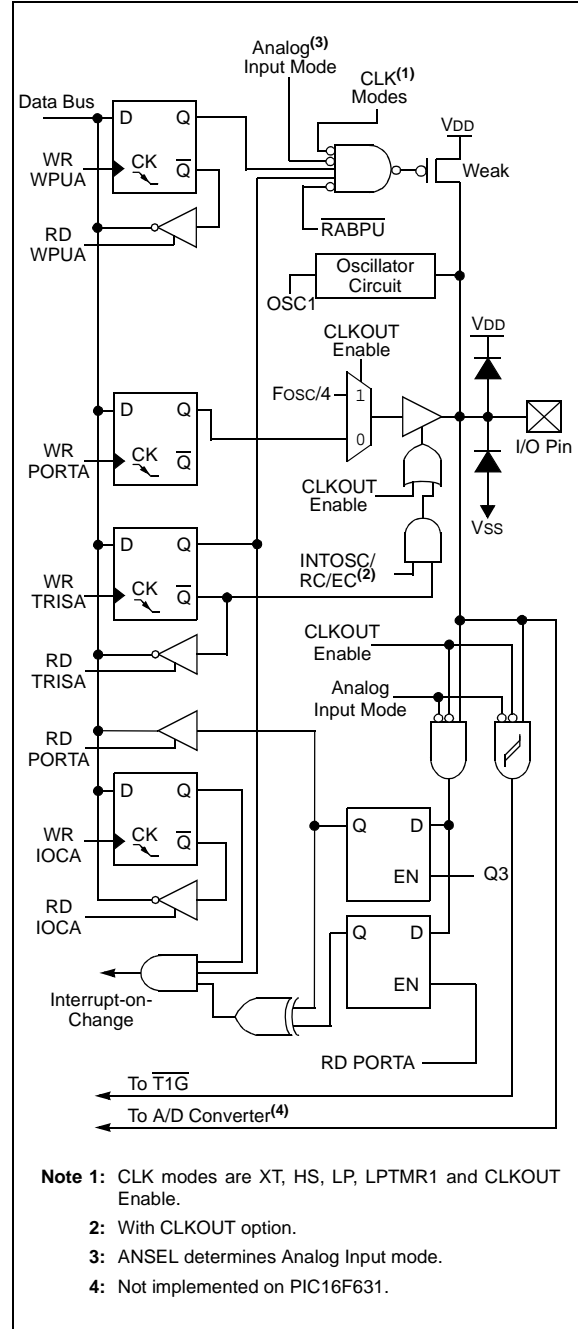 Analog(3)
Input Mode
CLK(1)
Modes
Data Bus
D Q
VDD
WR
WPUA
CK Q
Weak
RD
WPUA
RABPU
Oscillator
Circuit
OSC1
CLKOUT
Enable
VDD
FOSC/4
1
D Q
0
I/O Pin
WR
PORTA
CK Q
CLKOUT
Enable
VSS
D Q
INTOSC/
RC/EC(2)
WR
TRISA
CK Q
CLKOUT
Enable
RD
TRISA
Analog
Input Mode
RD
PORTA
D Q
Q D
WR
IOCA
CK Q
EN
Q3
RD
IOCA
Q D
EN
Interrupt-on-
Change
RD PORTA
To T1G
To A/D Converter(4)
Note 1: CLK modes are XT, HS, LP, LPTMR1 and CLKOUT
Enable.
2: With CLKOUT option.
3: ANSEL determines Analog Input mode.
4: Not implemented on PIC16F631.